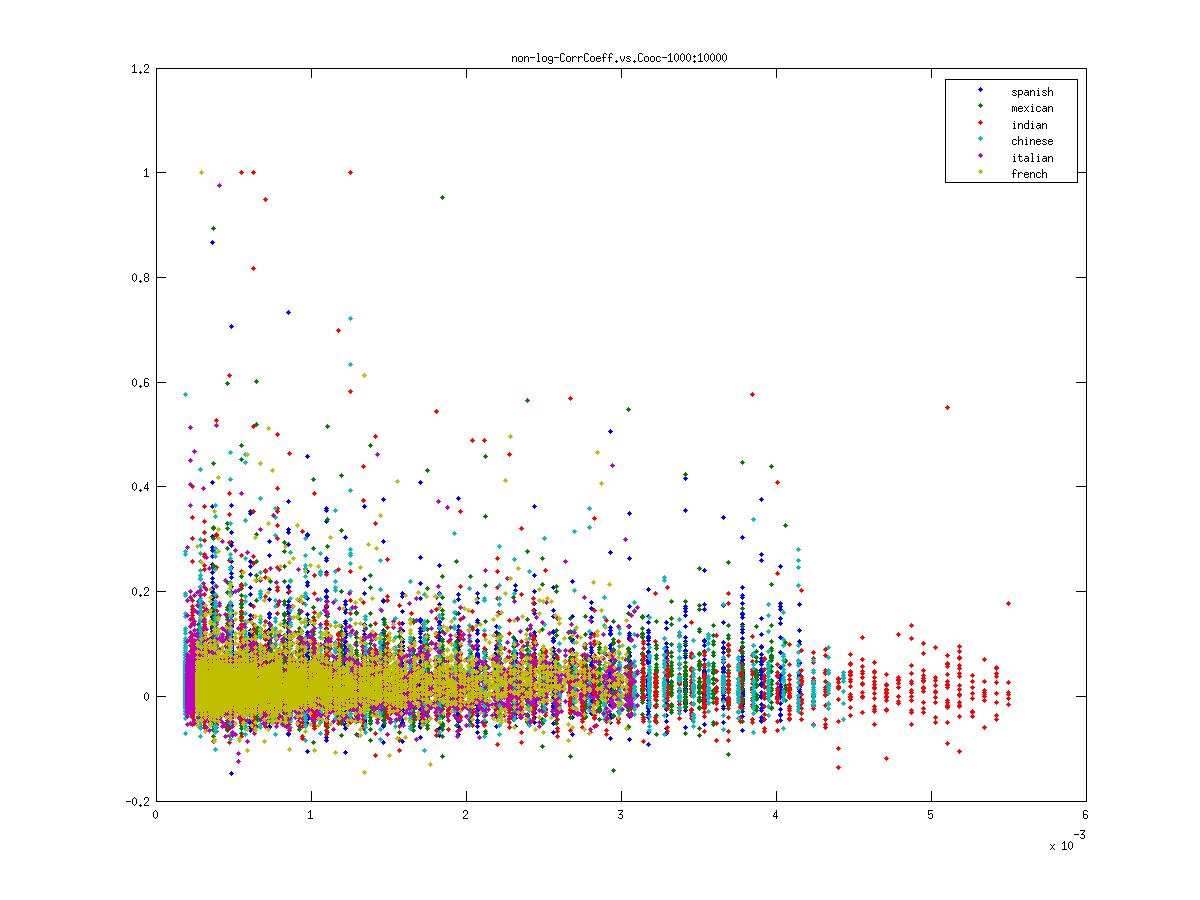 non-log-CorrCoeff.vs.Cooc-1000:10000
1.2
1
0.8
0.6
0.4
0.2
0
-0.2
0 1 2 3 4 5 6
x 10 -3
spanish
mexican
indian
chinese
italian
french